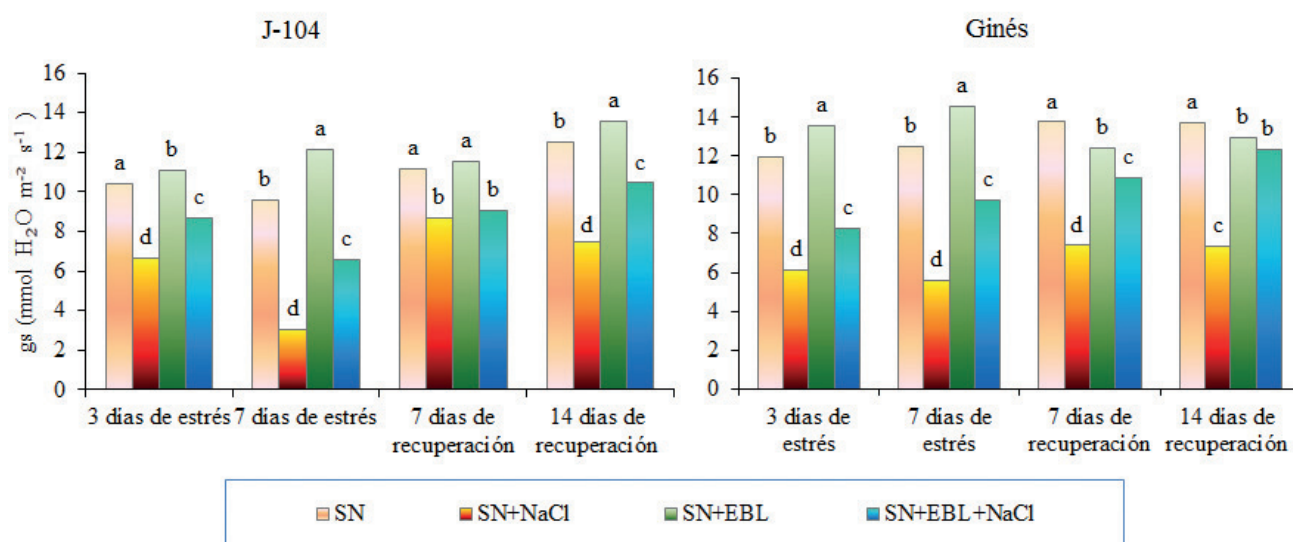 J-104
gs (mmol H₂O m⁻² s⁻¹ )
16
14
12
10
8
6
4
2
0
a
d
b
c
b
d
a
c
a
b
a
b
b
d
a
c
3 días de estrés
7 días de estrés
7 días de
recuperación
14 días de
recuperación
Ginés
16
14
12
10
8
6
4
2
0
b
d
a
c
b
d
a
c
a
d
b
c
a
c
b
b
3 días de
estrés
7 días de
estrés
7 días de
recuperación
14 días de
recuperación
SN
SN+NaCl
SN+EBL
SN+EBL+NaCl